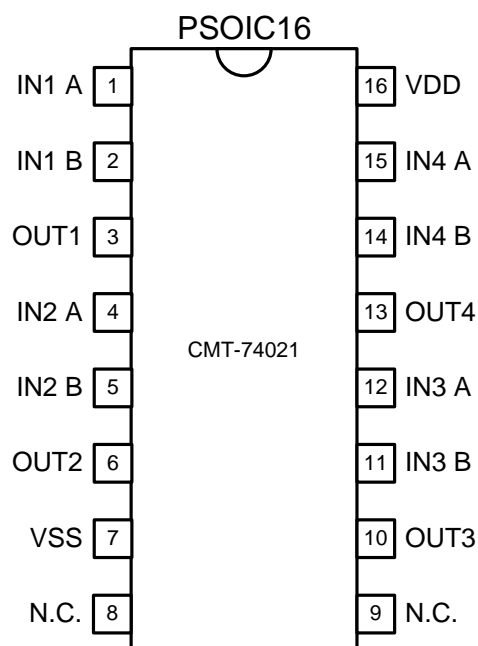 PSOIC16
IN1 A 1 16 VDD
IN1 B 2 15 IN4 A
OUT1 3 14 IN4 B
IN2 A 4 13 OUT4
CMT-74021
IN2 B 5 12 IN3 A
OUT2 6 11 IN3 B
VSS 7 10 OUT3
N.C. 8 9 N.C.